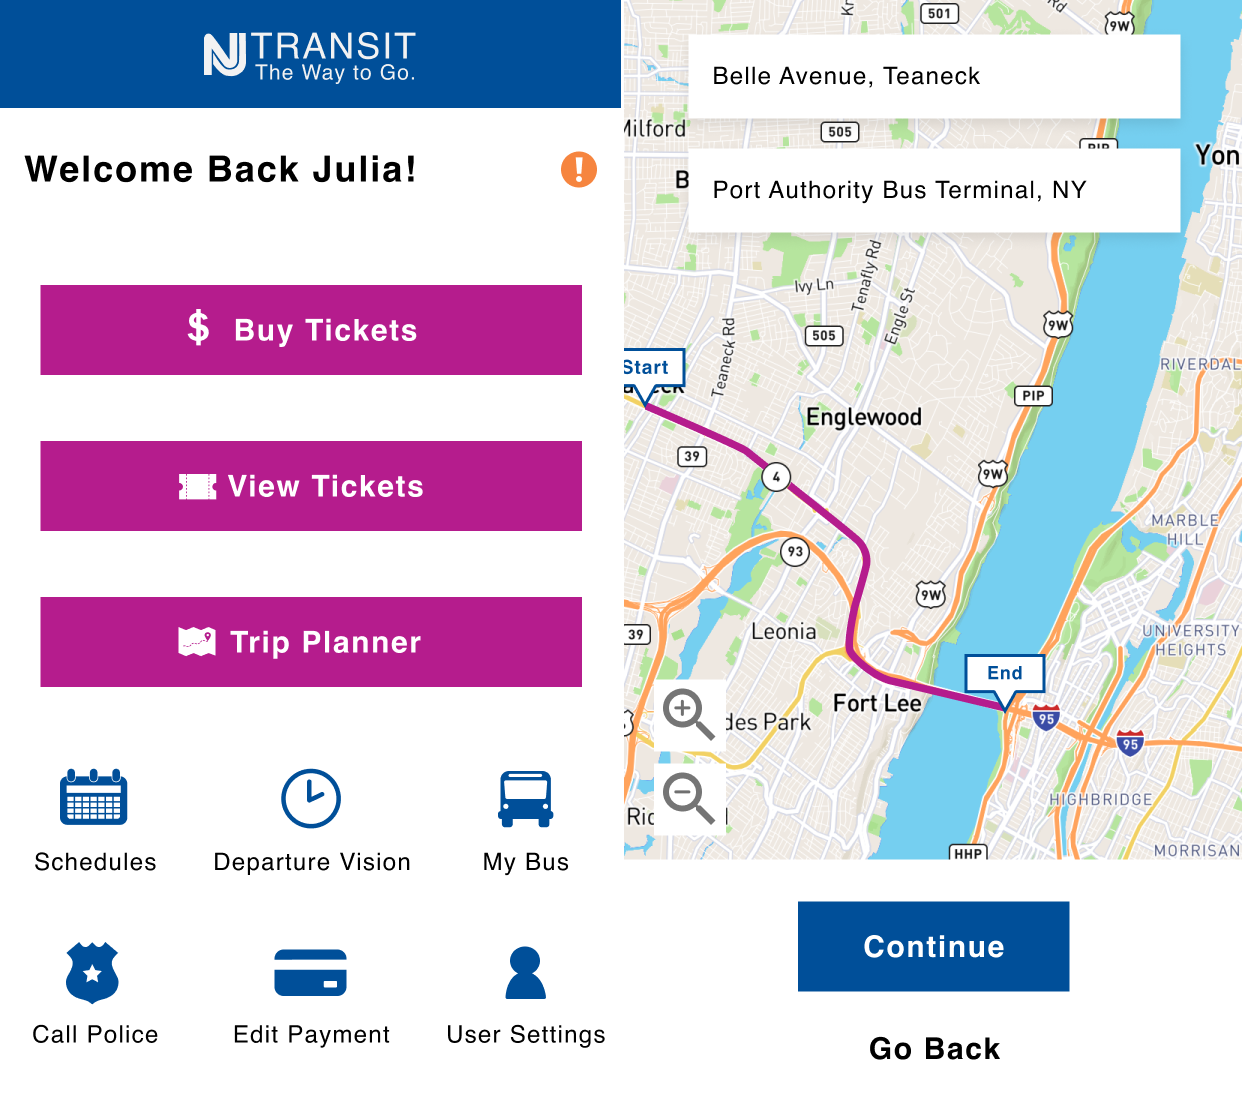 NJ TRANSIT
The Way to Go.
Welcome Back Julia!
!
$ Buy Tickets
View Tickets
Trip Planner
Schedules
Departure Vision
My Bus
Call Police
Edit Payment
User Settings
501
Rd
9W
Belle Avenue, Teaneck
Milford
505
PIP
Yon
Port Authority Bus Terminal, NY
Ivy Ln
Tenafly Rd
Engle St
9W
505
Teaneck Rd
RIVERDAL
Start
PIP
Englewood
39
4
9W
MARBLE
HILL
93
9W
39
Leonia
UNIVERSITY
HEIGHTS
End
Fort Lee
95
des Park
95
HIGHBRIDGE
Ric
HHP
MORRISAN
Continue
Go Back